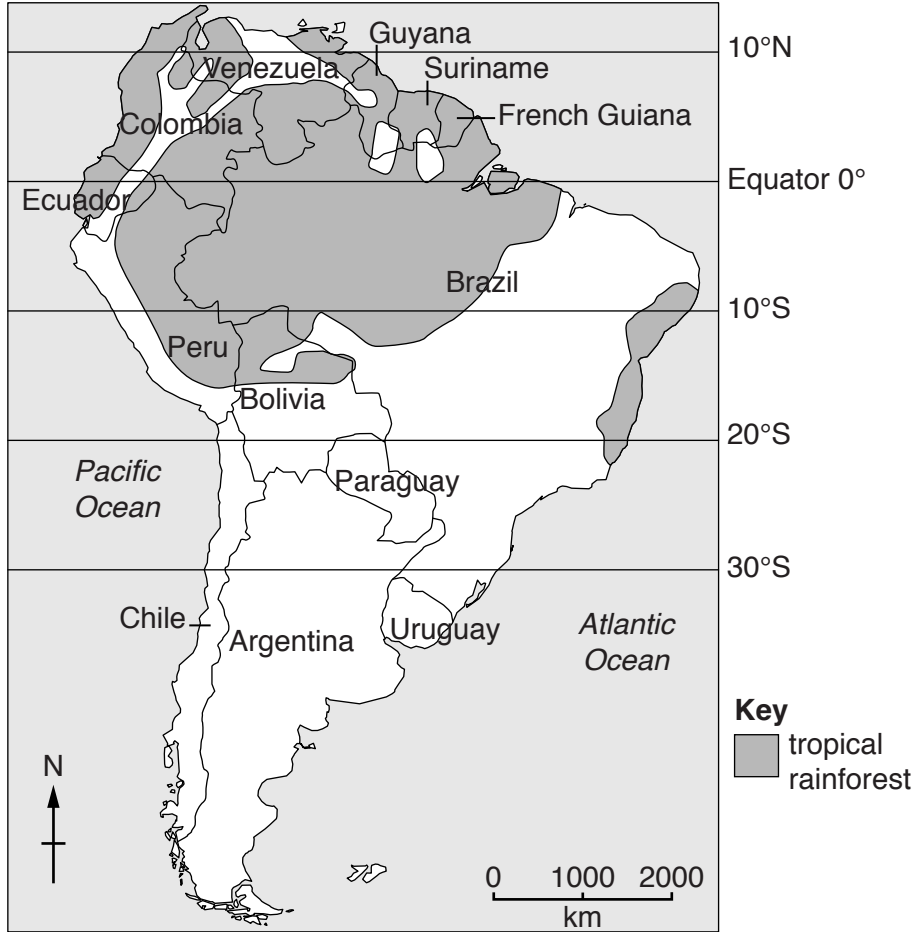 Guyana
10°N
Venezuela
Suriname
Colombia
French Guiana
Equator 0°
Ecuador
Brazil
10°S
Peru
Bolivia
20°S
Pacific
Ocean
Paraguay
30°S
Chile
Argentina
Uruguay
Atlantic
Ocean
Key
tropical
rainforest
N
0 1000 2000
km